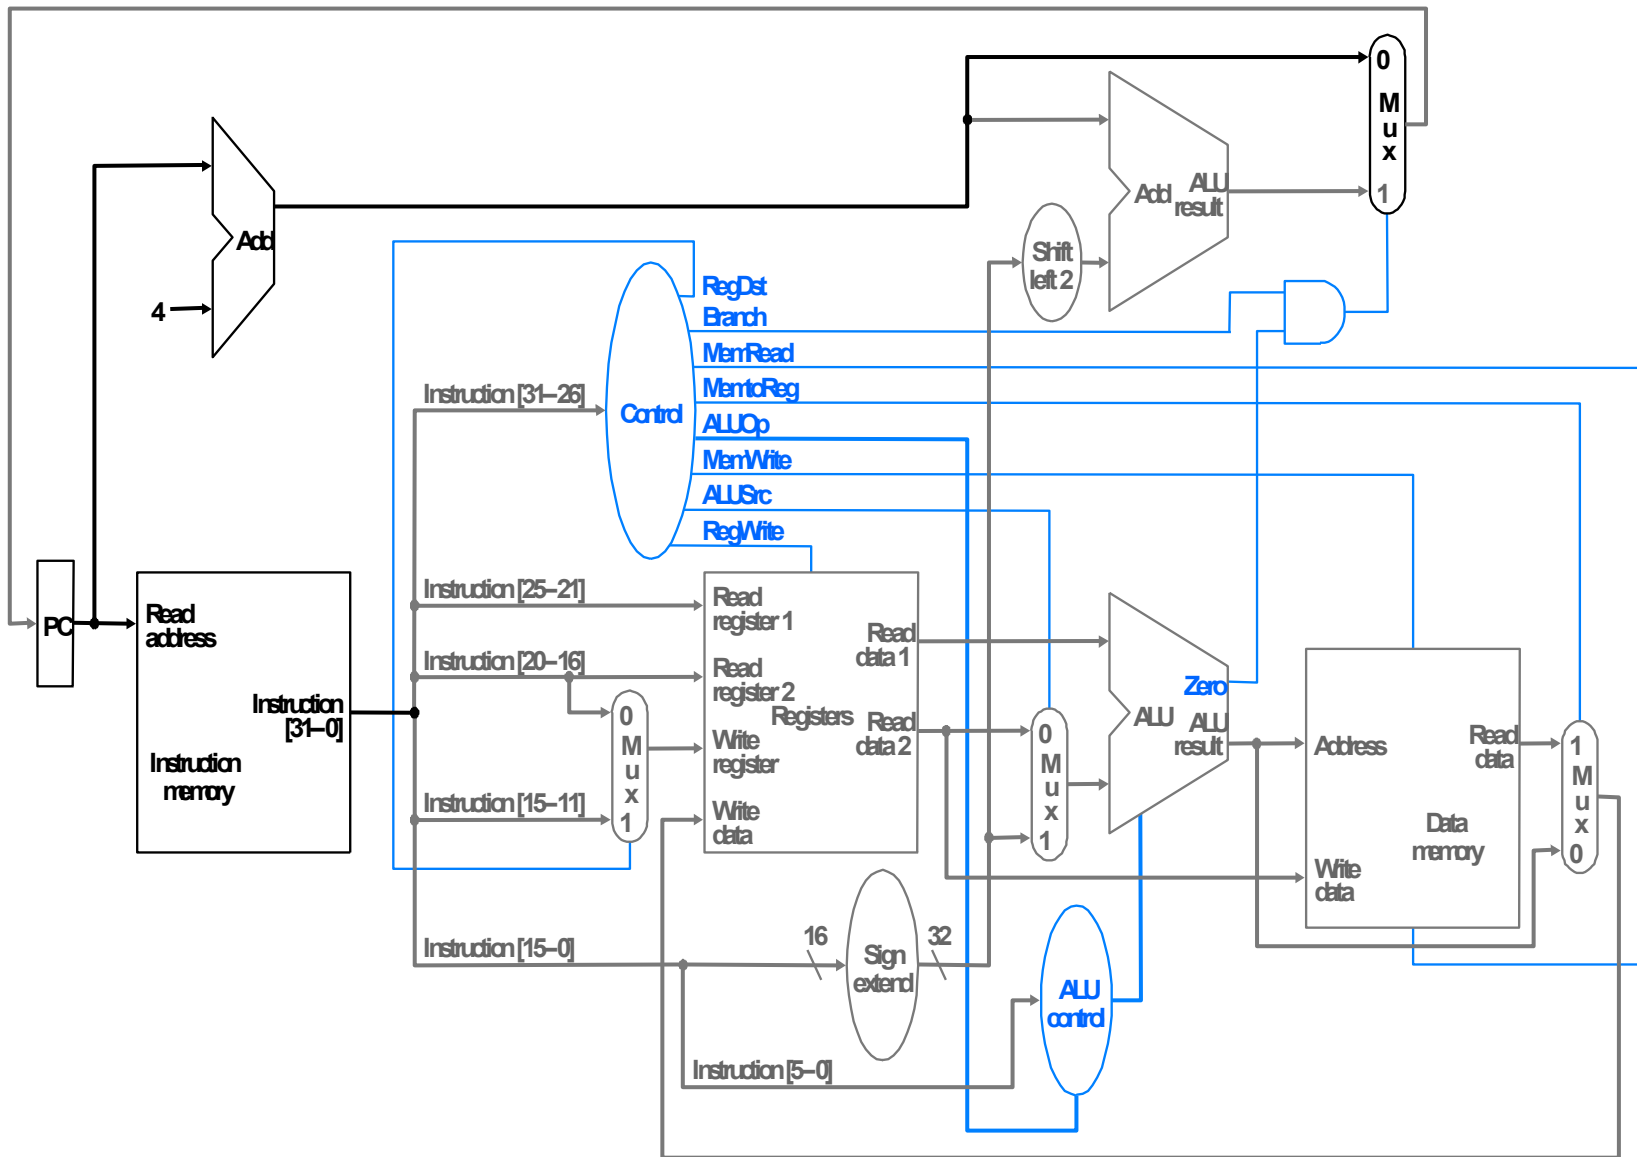 0
M
u
x
1
Add
ALU
result
Add
Shift
left 2
4
RegDst
Branch
MemRead
MemtoReg
ALUOp
MemWrite
ALUSrc
RegWrite
Control
Instruction [31–26]
Instruction [25–21]
Instruction [20–16]
Instruction [15–11]
Instruction [15–0]
Instruction [5–0]
PC
Read
address
Instruction
[31–0]
Instruction
memory
0
M
u
x
1
Read
register 1
Read
register 2
Write
register
Write
data
Registers
Read
data 1
Read
data 2
0
M
u
x
1
Zero
ALU
ALU
result
Address
Read
data
Data
memory
Write
data
1
M
u
x
0
16
Sign
extend
32
ALU
control